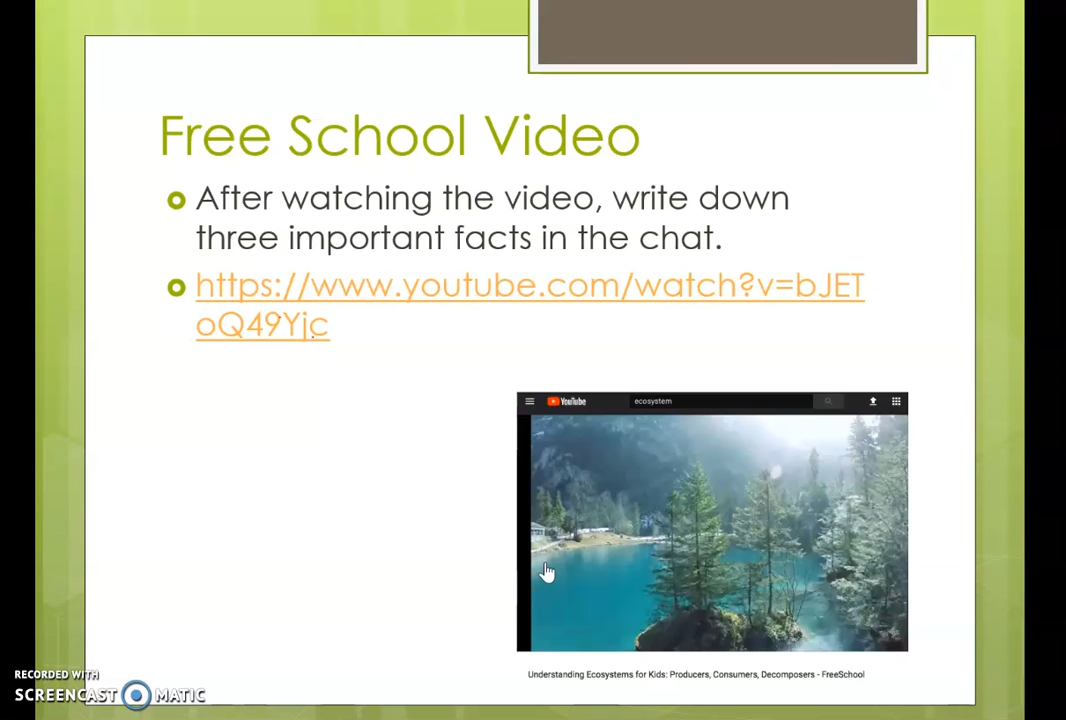 Free School Video
After watching the video, write down
three important facts in the chat.
https://www.youtube.com/watch?v=bJET
oQ49Yjc
YouTube
ecosystem
Understanding Ecosystems for Kids: Producers, Consumers, Decomposers - FreeSchool
RECORDED WITH
SCREENCAST MATIC